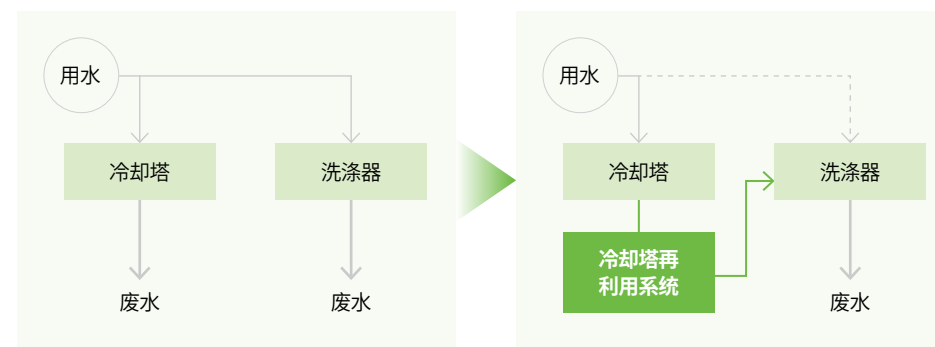 用水
冷却塔
洗涤器
废水
废水
用水
冷却塔
洗涤器
冷却塔再
利用系统
废水